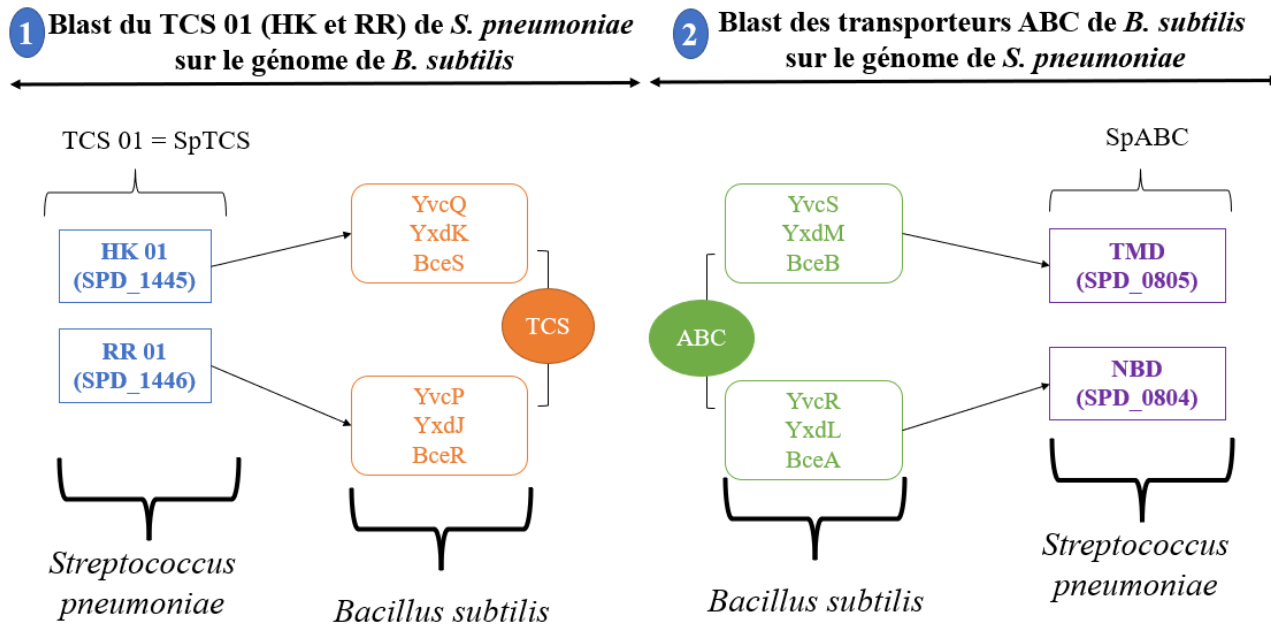 1
Blast du TCS 01 (HK et RR) de S. pneumoniae
sur le génome de B. subtilis
2
Blast des transporteurs ABC de B. subtilis
sur le génome de S. pneumoniae
TCS 01 = SpTCS
HK 01
(SPD_1445)
RR 01
(SPD_1446)
Streptococcus
pneumoniae
YvcQ
YxdK
BceS
TCS
YvcP
YxdJ
BceR
Bacillus subtilis
YvcS
YxdM
BceB
ABC
YvcR
YxdL
BceA
Bacillus subtilis
SpABC
TMD
(SPD_0805)
NBD
(SPD_0804)
Streptococcus
pneumoniae